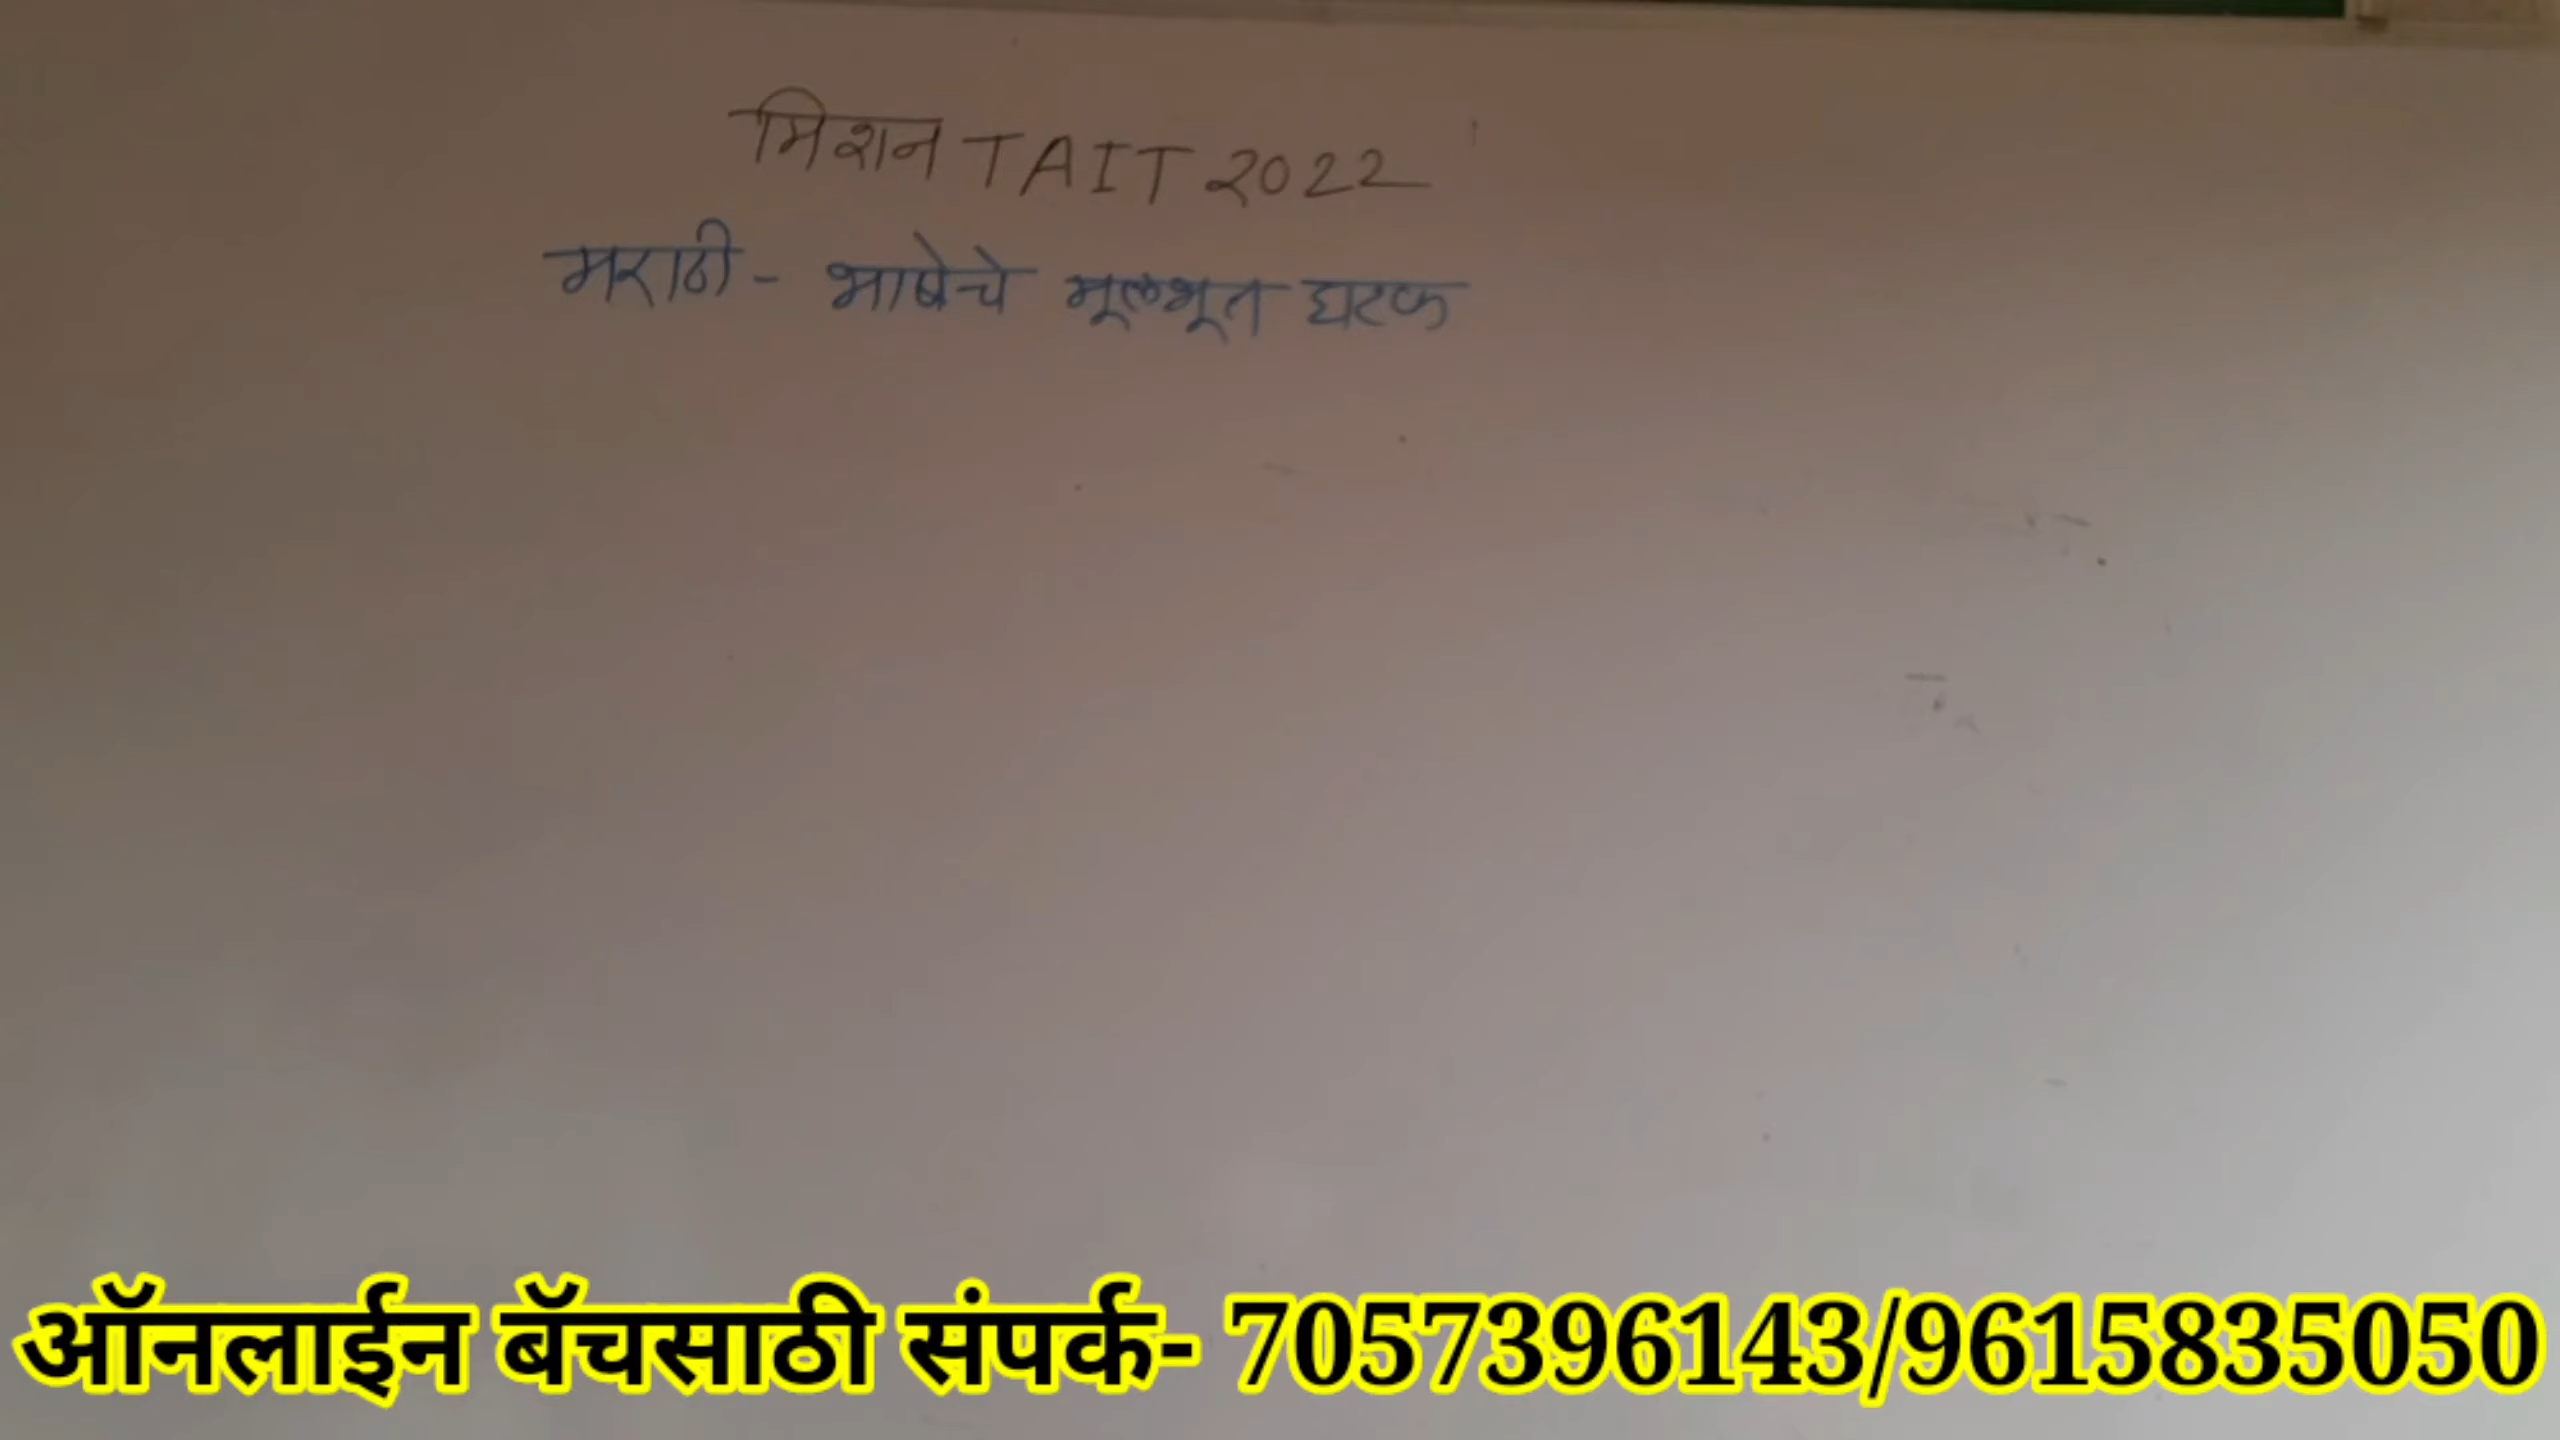 मिशन TAIT 2022
मराठी - भाषेचे मूलभूत घटक
ऑनलाईन बॅचसाठी संपर्क- 7057396143/9615835050